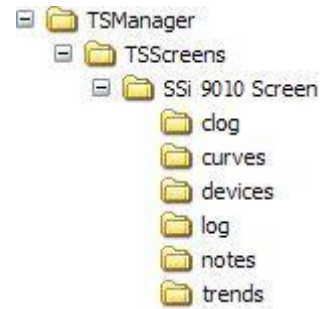 TSManager
TSScreens
SSi 9010 Screen
clog
curves
devices
log
notes
trends